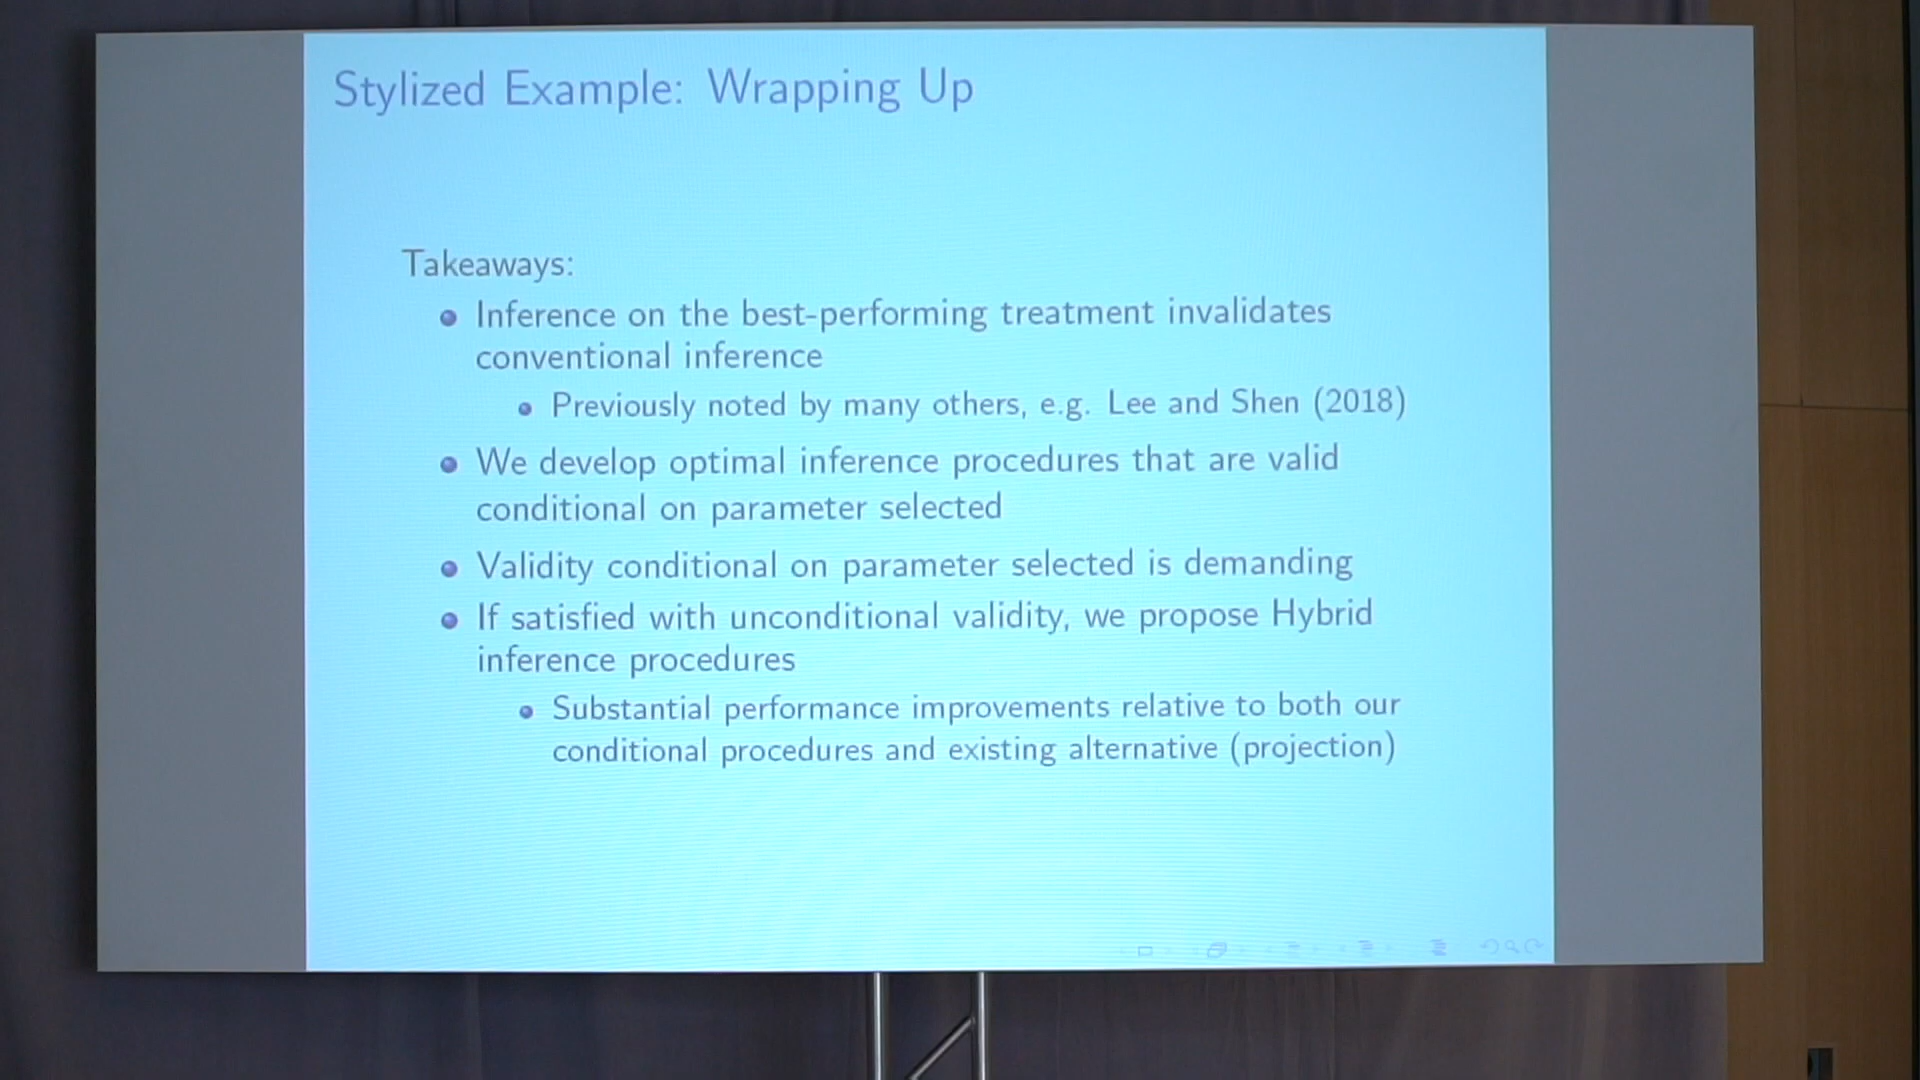 Stylized Example: Wrapping Up
Takeaways:
Inference on the best-performing treatment invalidates
conventional inference
Previously noted by many others, e.g. Lee and Shen (2018)
We develop optimal inference procedures that are valid
conditional on parameter selected
Validity conditional on parameter selected is demanding
If satisfied with unconditional validity, we propose Hybrid
inference procedures
Substantial performance improvements relative to both our
conditional procedures and existing alternative (projection)